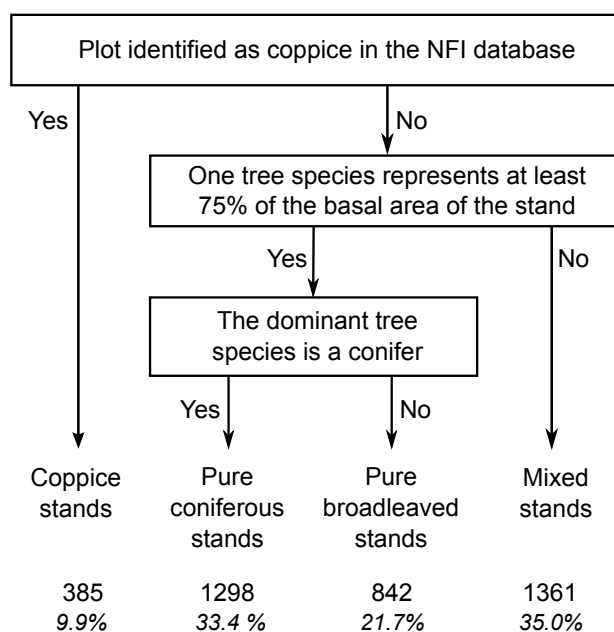 Plot identified as coppice in the NFI database
Yes
No
One tree species represents at least
75% of the basal area of the stand
Yes
No
The dominant tree
species is a conifer
Yes
No
Coppice
stands
Pure
coniferous
stands
Pure
broadleaved
stands
Mixed
stands
385
9.9%
1298
33.4 %
842
21.7%
1361
35.0%